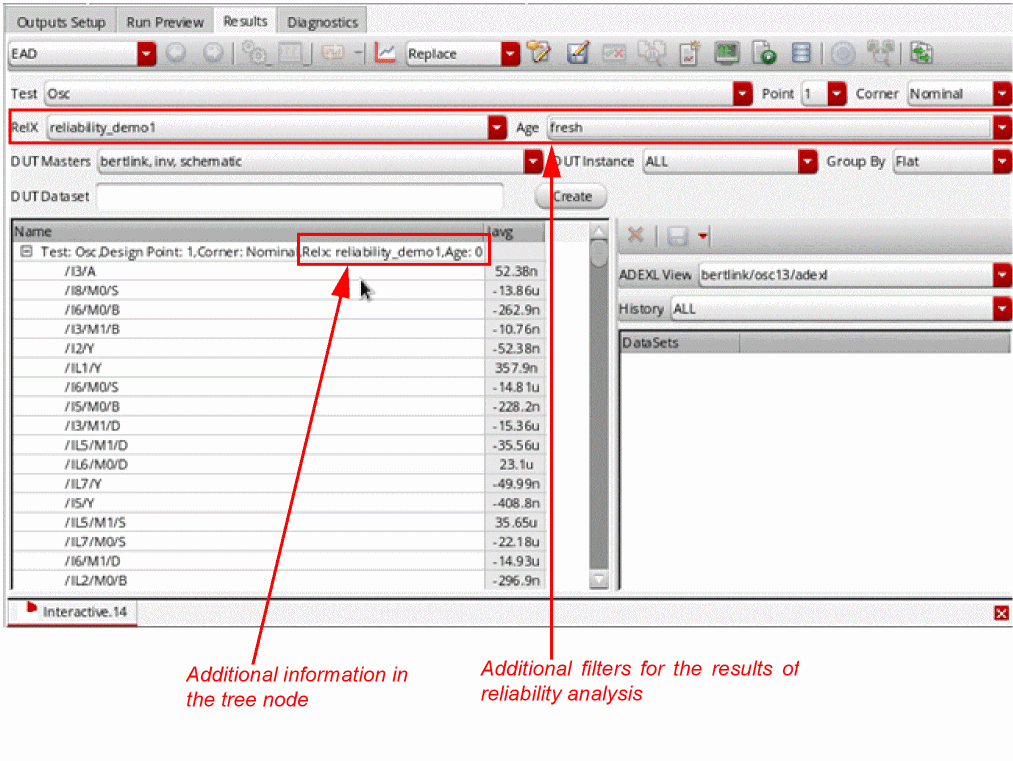 Outputs Setup Run Preview Results Diagnostics
EAD Replace
Test Osc Point 1 Corner Nominal
RelX reliability_demo1 Age fresh
DUT Masters bertlink, inv, schematic DUT Instance ALL Group By Flat
DUT Dataset Create
Name Iavg
Test: Osc,Design Point: 1,Corner: Nominal,Relx: reliability_demo1,Age: 0
/I3/A 52.38n
/I8/M0/S -13.86u
/I6/M0/B -262.9n
/I3/M1/B -10.76n
/I2/Y -52.38n
/IL1/Y 357.9n
/I6/M0/S -14.81u
/I5/M0/B -228.2n
/I3/M1/D -15.36u
/IL5/M1/D -35.56u
/IL6/M0/D 23.1u
/IL7/Y -49.99n
/I5/Y -408.8n
/IL5/M1/S 35.65u
/IL7/M0/S -22.18u
/I6/M1/D -14.93u
/IL2/M0/B -296.9n
ADEXL View bertlink/osc13/adexl
History ALL
DataSets
Interactive.14
Additional information in
the tree node
Additional filters for the results of
reliability analysis